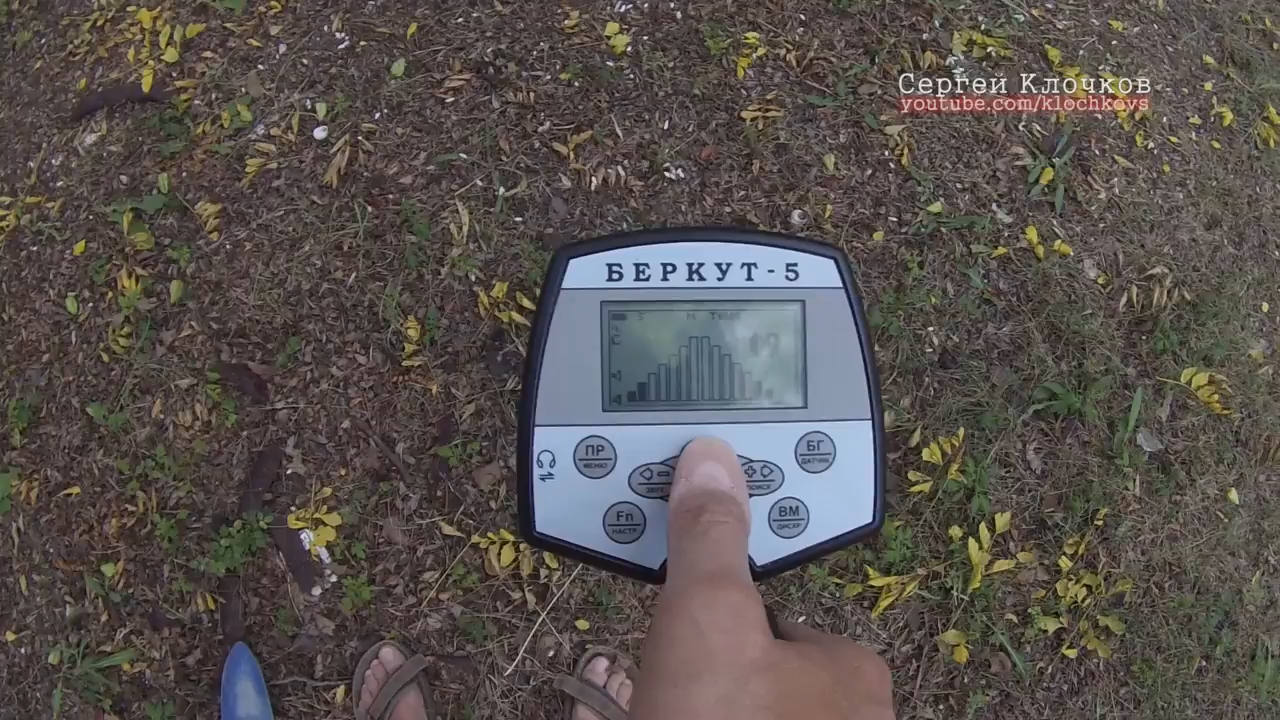 Сергей Клочков
youtube.com/klochkovs
БЕРКУТ-5
ПР
МЕНЮ
БГ
ДАТЧИК
Fn
НАСТР
ВМ
ДИСКР